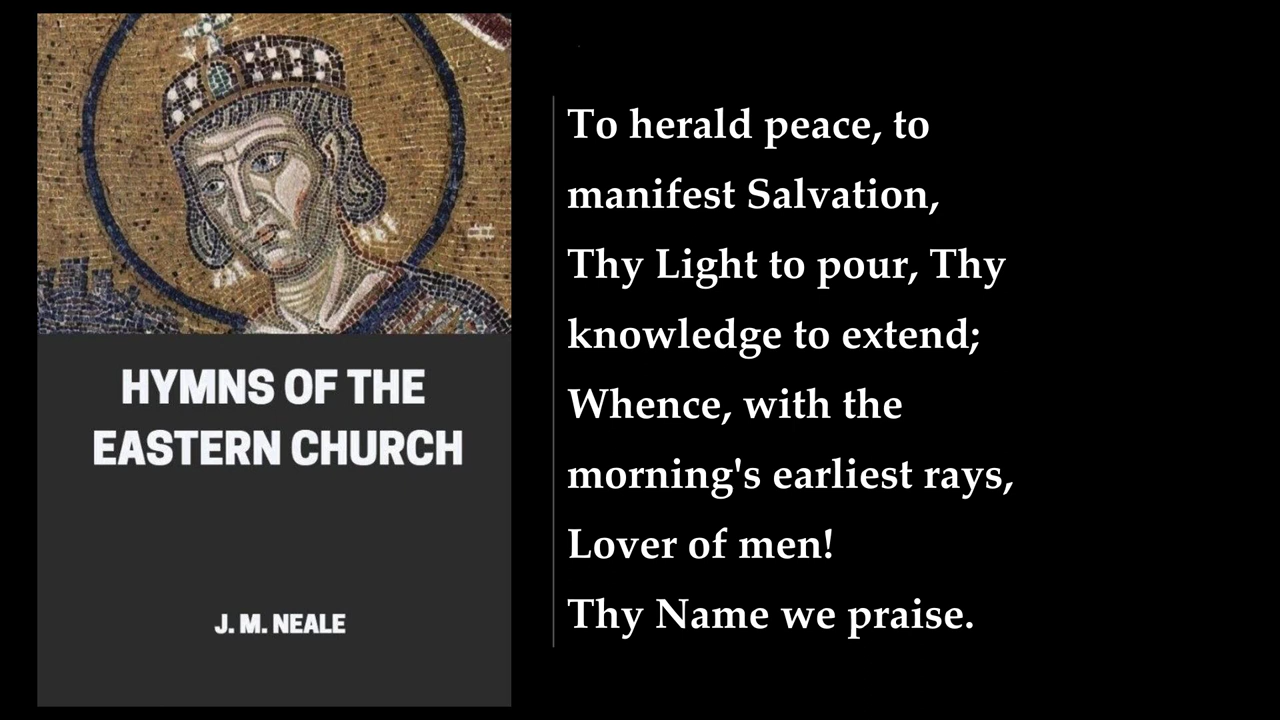 HYMNS OF THE
EASTERN CHURCH
J. M. NEALE
To herald peace, to
manifest Salvation,
Thy Light to pour, Thy
knowledge to extend;
Whence, with the
morning's earliest rays,
Lover of men!
Thy Name we praise.